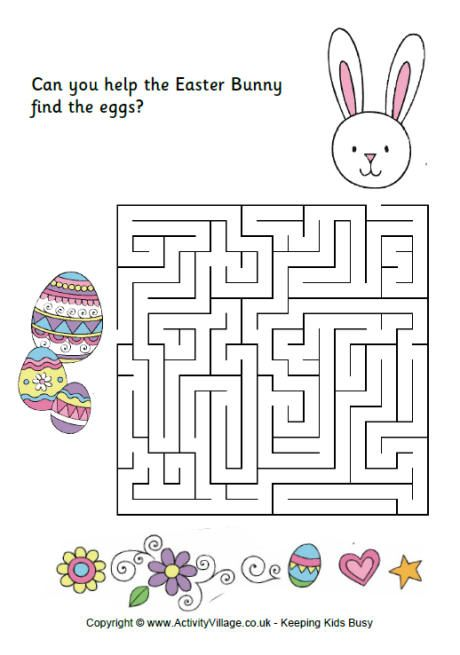 Can you help the Easter Bunny
find the eggs?
Copyright © www.ActivityVillage.co.uk - Keeping Kids Busy